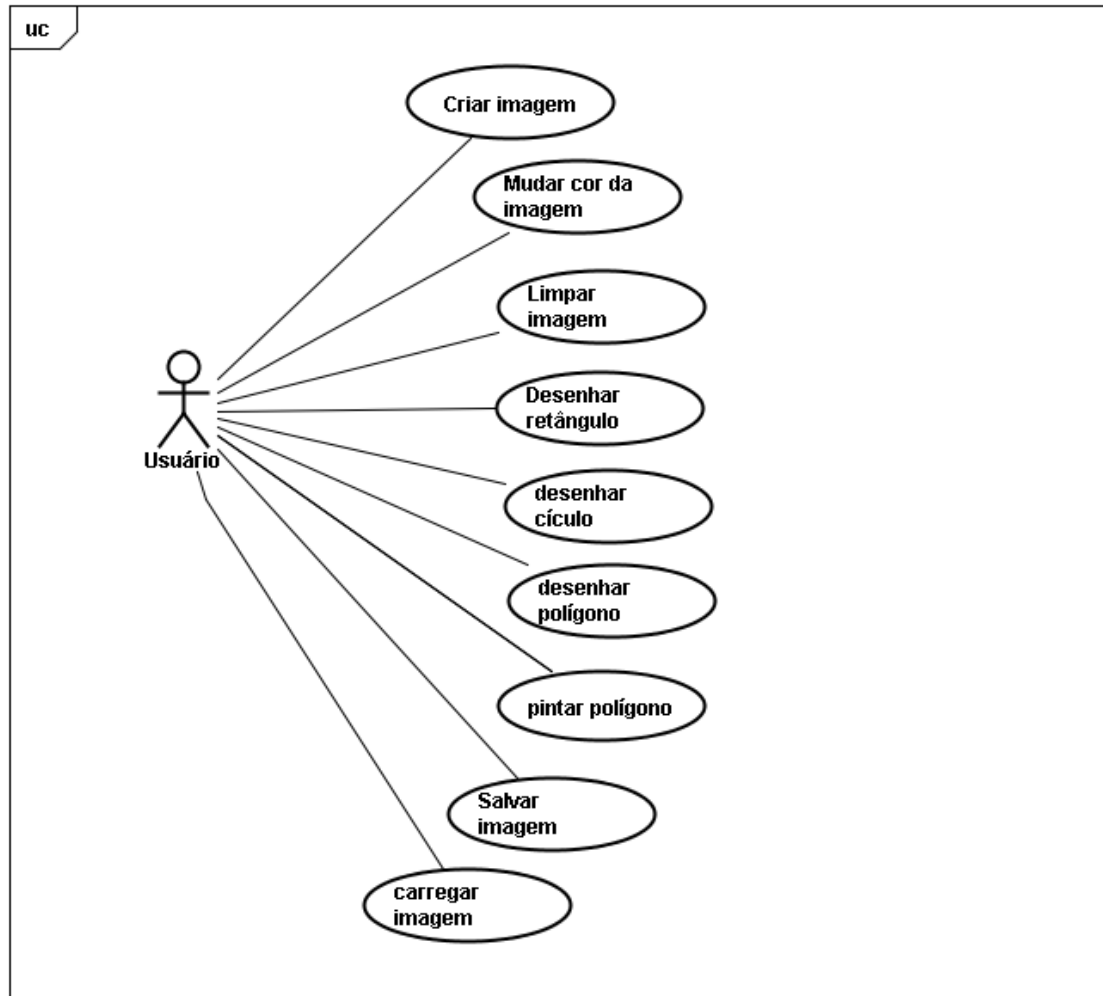 uc
Criar imagem
Mudar cor da
imagem
Limpar
imagem
Desenhar
retângulo
Usuário
desenhar
cículo
desenhar
polígono
pintar polígono
Salvar
imagem
carregar
imagem